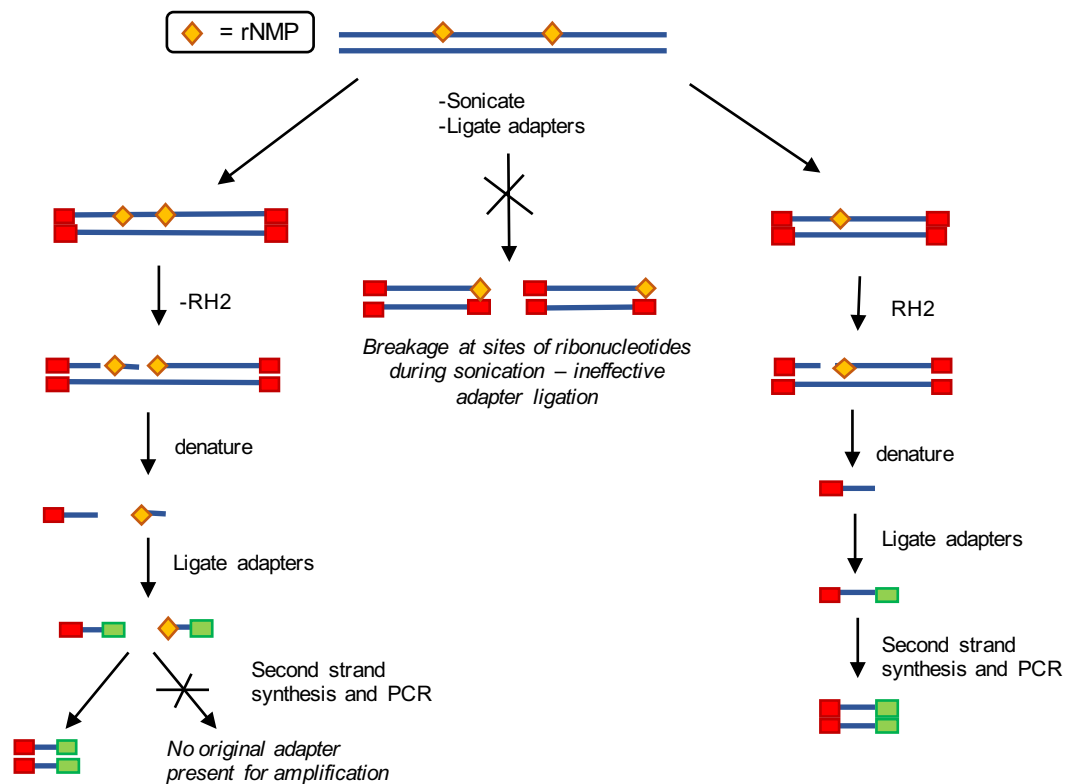 = rNMP
-Sonicate
-Ligate adapters
-RH2
RH2
Breakage at sites of ribonucleotides
during sonication – ineffective
adapter ligation
denature
denature
Ligate adapters
Ligate adapters
Second strand
synthesis and PCR
Second strand
synthesis and PCR
No original adapter
present for amplification